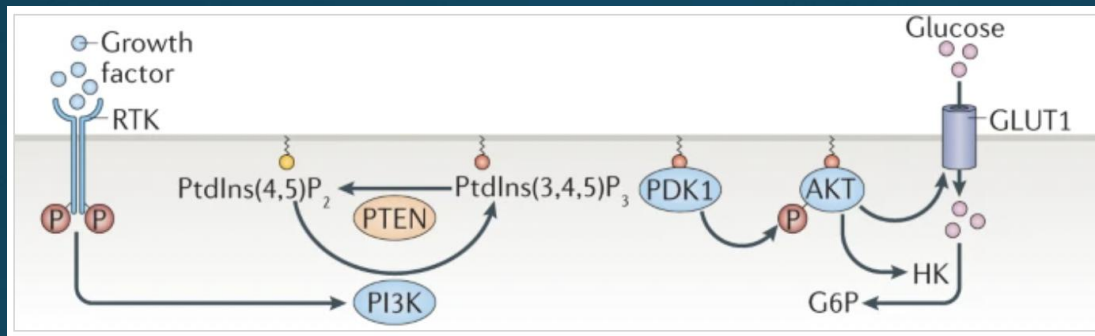 Growth
factor
RTK
P P
PtdIns(4,5)P2
PTEN
PtdIns(3,4,5)P3
PI3K
PDK1
P
AKT
Glucose
GLUT1
HK
G6P